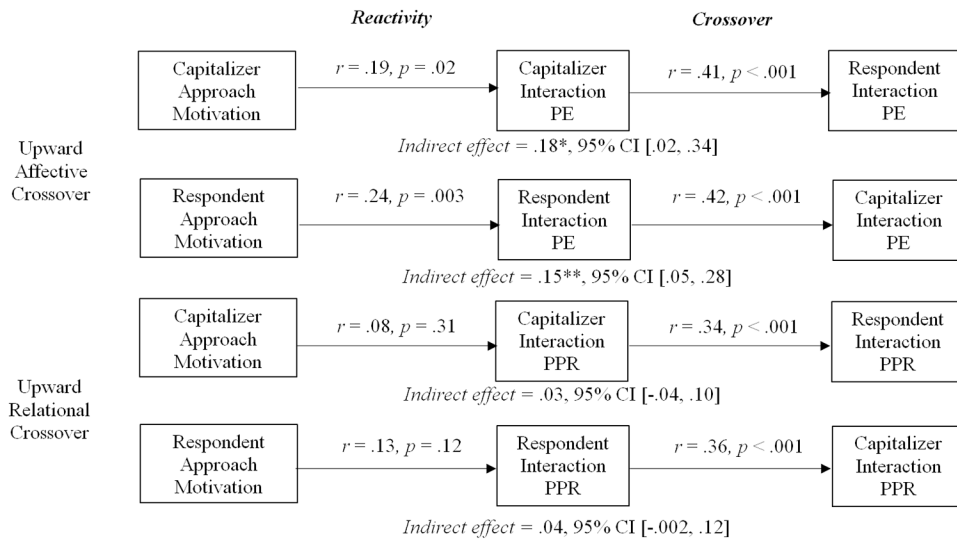 Reactivity
Crossover
Upward
Affective
Crossover
Capitalizer
Approach
Motivation
r = .19, p = .02
Capitalizer
Interaction
PE
r = .41, p < .001
Respondent
Interaction
PE
Indirect effect = .18*, 95% CI [.02, .34]
Respondent
Approach
Motivation
r = .24, p = .003
Respondent
Interaction
PE
r = .42, p < .001
Capitalizer
Interaction
PE
Indirect effect = .15**, 95% CI [.05, .28]
Upward
Relational
Crossover
Capitalizer
Approach
Motivation
r = .08, p = .31
Capitalizer
Interaction
PPR
r = .34, p < .001
Respondent
Interaction
PPR
Indirect effect = .03, 95% CI [-.04, .10]
Respondent
Approach
Motivation
r = .13, p = .12
Respondent
Interaction
PPR
r = .36, p < .001
Capitalizer
Interaction
PPR
Indirect effect = .04, 95% CI [-.002, .12]